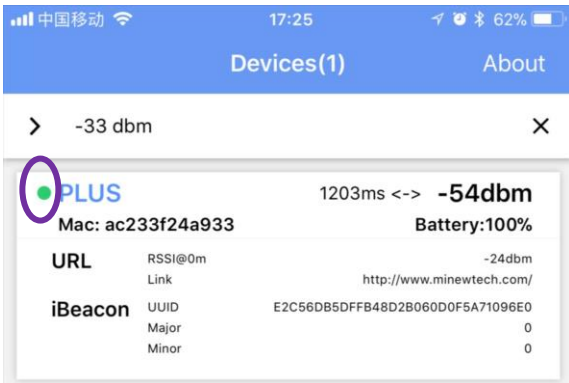 中国移动 17:25 62%
Devices(1) About
-33 dbm
PLUS 1203ms <-> -54dbm
Mac: ac233f24a933 Battery:100%
URL RSSI@0m -24dbm
Link http://www.minewtech.com/
iBeacon UUID E2C56DB5DFFB48D2B060D0F5A71096E0
Major 0
Minor 0